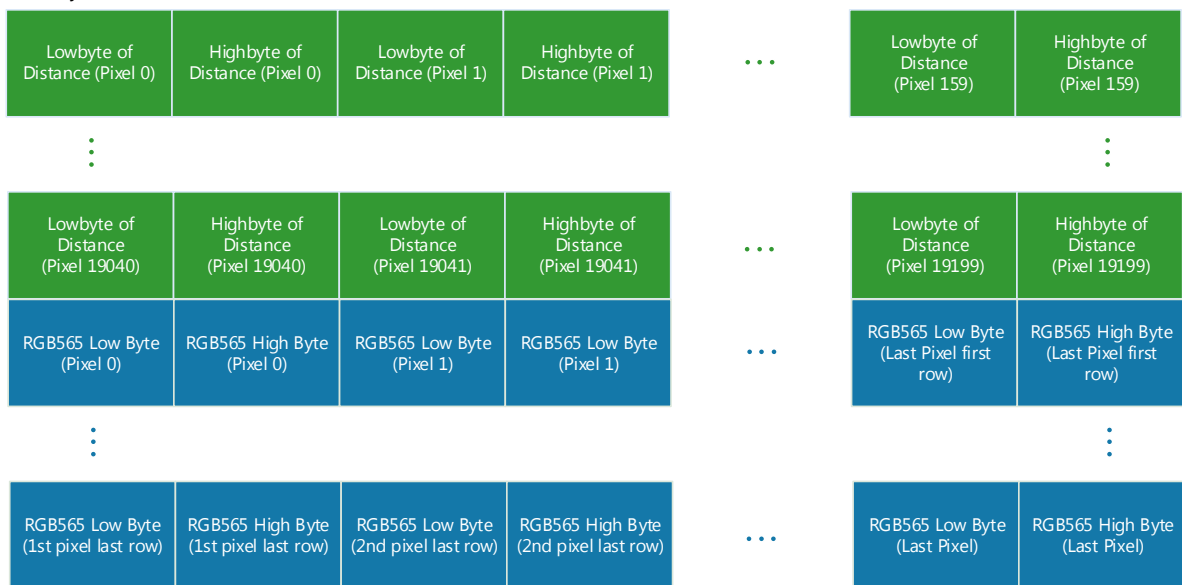 Lowbyte of
Distance (Pixel 0)
Highbyte of
Distance (Pixel 0)
Lowbyte of
Distance (Pixel 1)
Highbyte of
Distance (Pixel 1)
...
Lowbyte of
Distance
(Pixel 159)
Highbyte of
Distance
(Pixel 159)
Lowbyte of
Distance
(Pixel 19040)
Highbyte of
Distance
(Pixel 19040)
Lowbyte of
Distance
(Pixel 19041)
Highbyte of
Distance
(Pixel 19041)
...
Lowbyte of
Distance
(Pixel 19199)
Highbyte of
Distance
(Pixel 19199)
RGB565 Low Byte
(Pixel 0)
RGB565 High Byte
(Pixel 0)
RGB565 Low Byte
(Pixel 1)
RGB565 Low Byte
(Pixel 1)
...
RGB565 Low Byte
(Last Pixel first
row)
RGB565 High Byte
(Last Pixel first
row)
RGB565 Low Byte
(1st pixel last row)
RGB565 High Byte
(1st pixel last row)
RGB565 Low Byte
(2nd pixel last row)
RGB565 High Byte
(2nd pixel last row)
...
RGB565 Low Byte
(Last Pixel)
RGB565 High Byte
(Last Pixel)